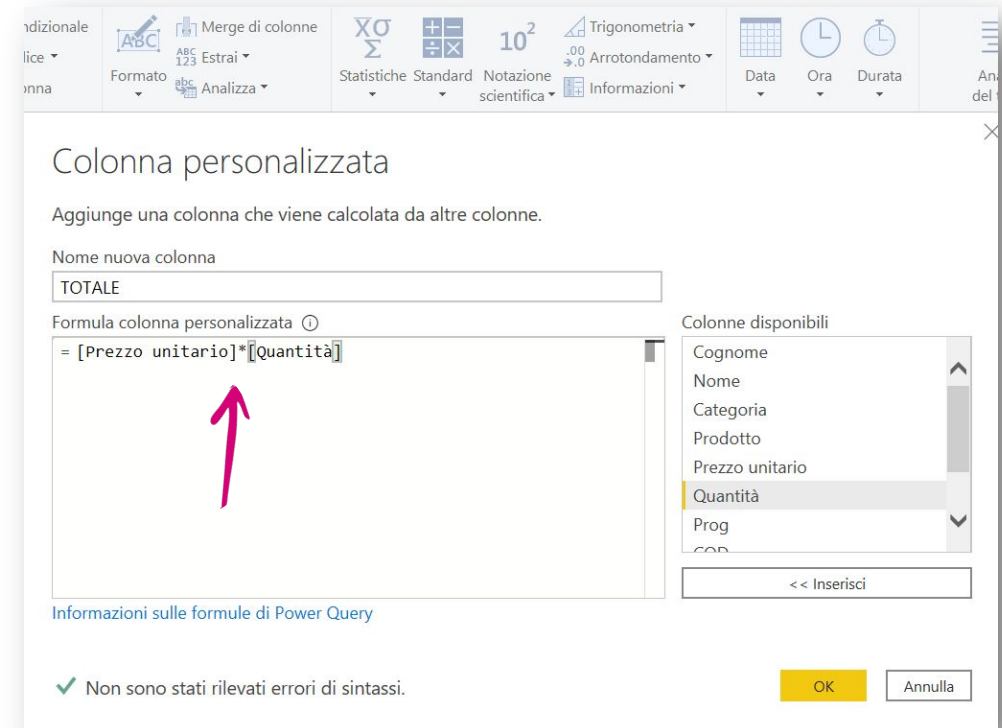 ndizionale
Merge di colonne
Trigonometria
lice
Estrai
Arrotondamento
onna
Formato
Analizza
Statistiche
Standard
Notazione scientifica
Informazioni
Data
Ora
Durata
del
Colonna personalizzata
Aggiunge una colonna che viene calcolata da altre colonne.
Nome nuova colonna
TOTALE
Formula colonna personalizzata
Colonne disponibili
= [Prezzo unitario]*[Quantità]
Cognome
Nome
Categoria
Prodotto
Prezzo unitario
Quantità
Prog
<< Inserisci
Informazioni sulle formule di Power Query
Non sono stati rilevati errori di sintassi.
OK
Annulla